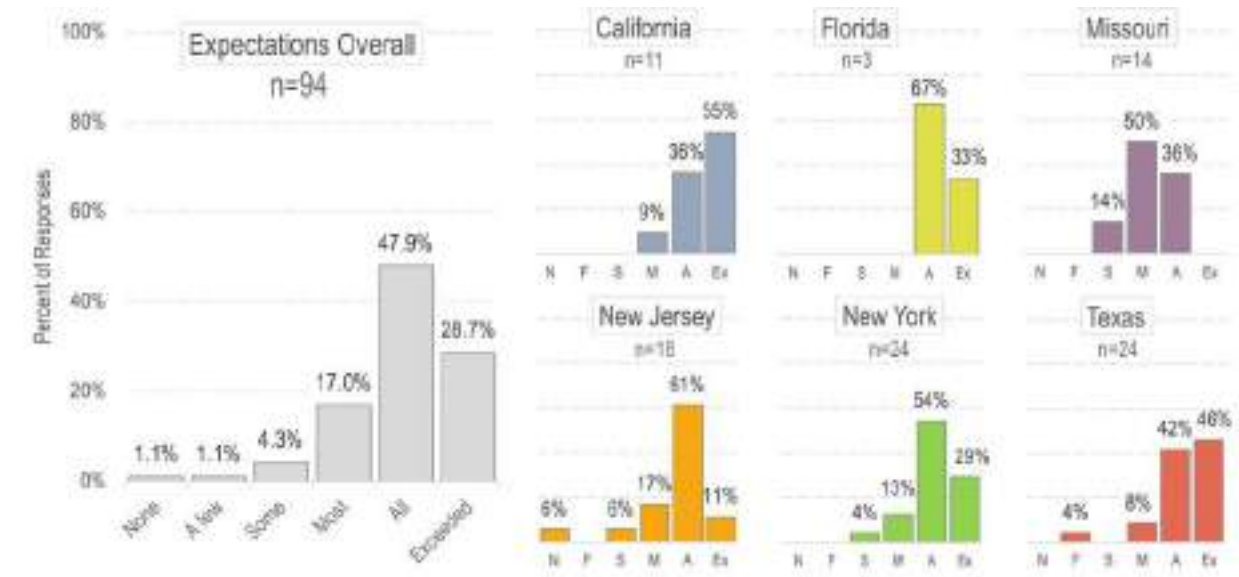 Expectations Overall
n=94
Percent of Responses
100%
80%
60%
40%
20%
0%
1.1%
1.1%
4.3%
17.0%
47.9%
28.7%
None
A few
Some
Most
All
Exceeded
California
n=11
9%
36%
55%
N F S M A Ex
Florida
n=3
67%
33%
N F S M A Ex
Missouri
n=14
14%
50%
36%
N F S M A Ex
New Jersey
n=18
6%
6%
17%
61%
11%
N F S M A Ex
New York
n=24
4%
13%
54%
29%
N F S M A Ex
Texas
n=24
4%
8%
42%
46%
N F S M A Ex